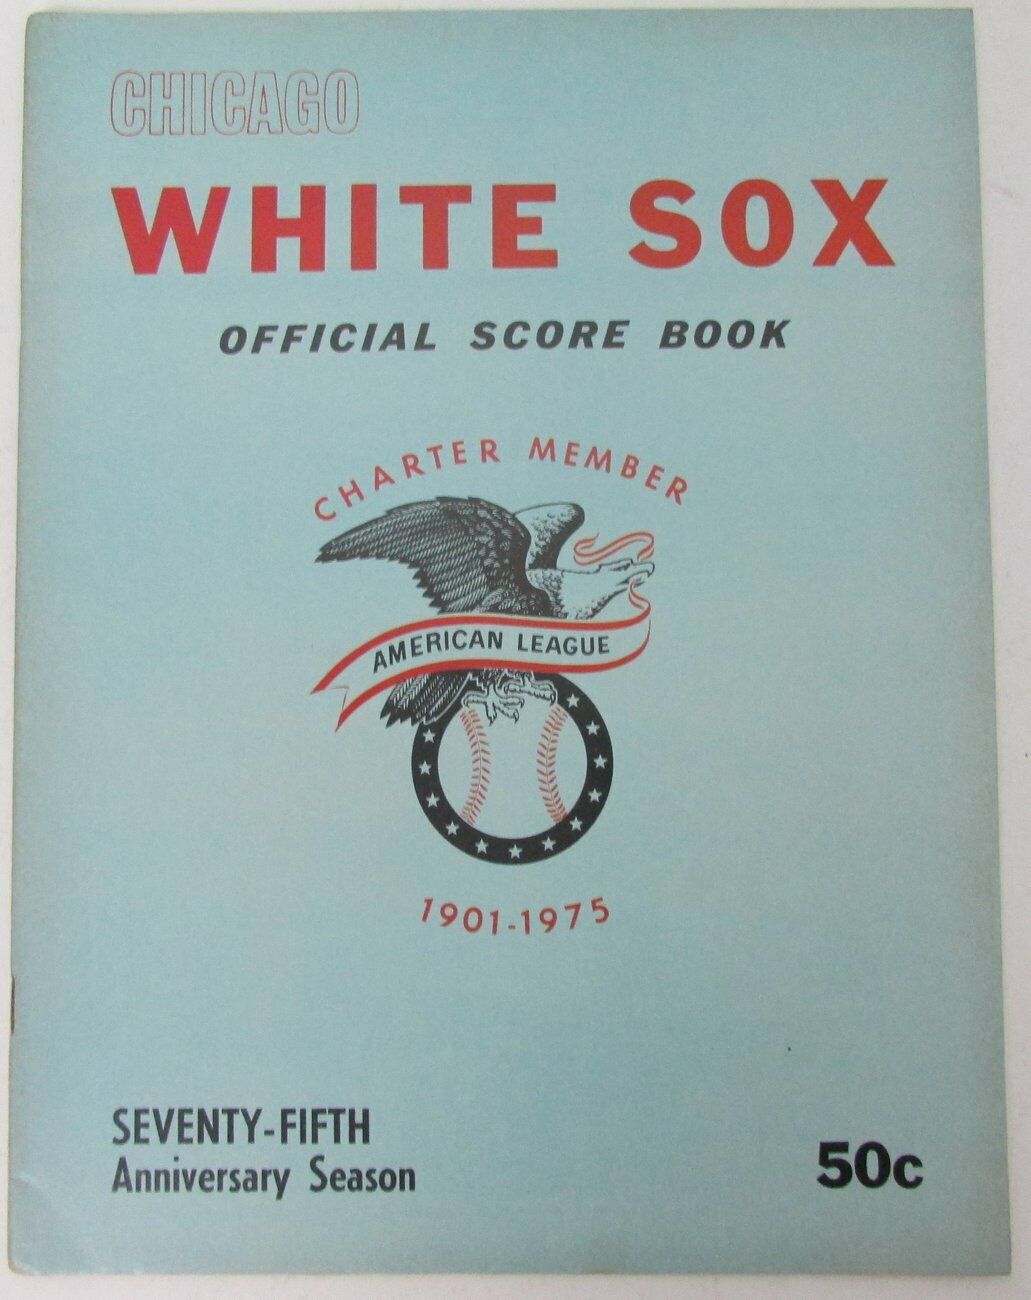 CHICAGO
WHITE SOX
OFFICIAL SCORE BOOK
CHARTER MEMBER
AMERICAN LEAGUE
1901-1975
SEVENTY-FIFTH
Anniversary Season
50c